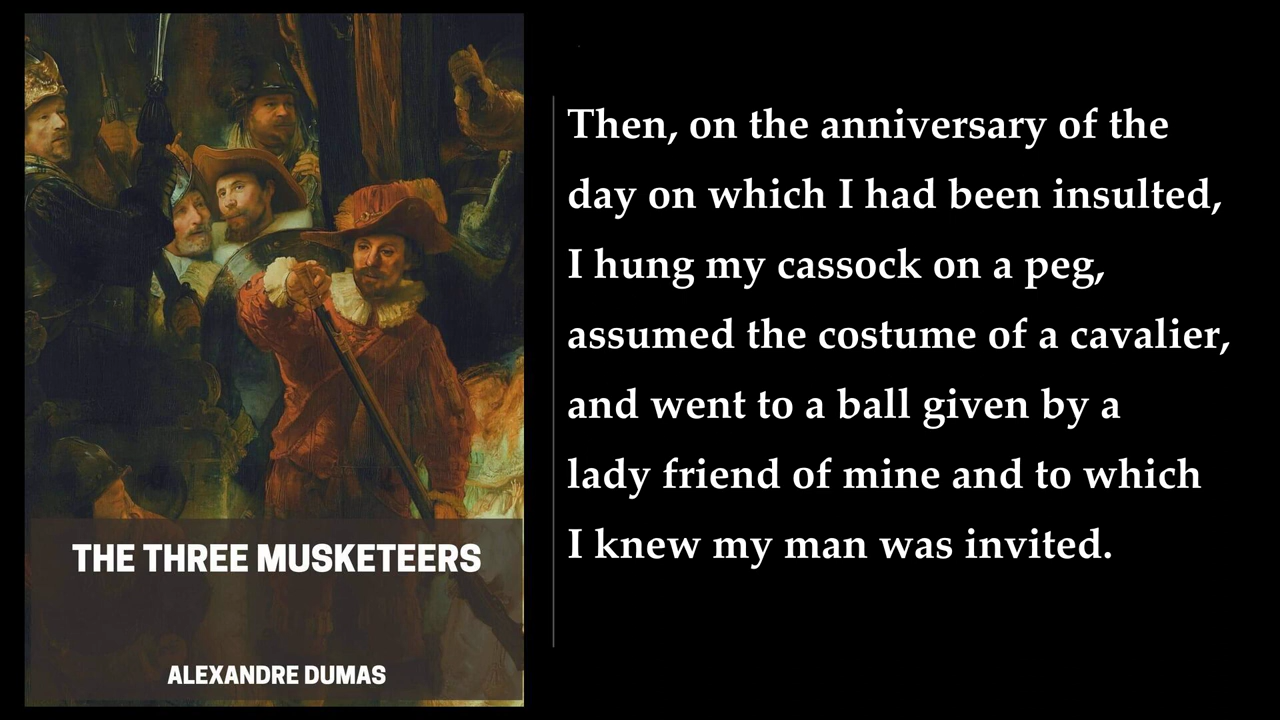 THE THREE MUSKETEERS
ALEXANDRE DUMAS
Then, on the anniversary of the
day on which I had been insulted,
I hung my cassock on a peg,
assumed the costume of a cavalier,
and went to a ball given by a
lady friend of mine and to which
I knew my man was invited.